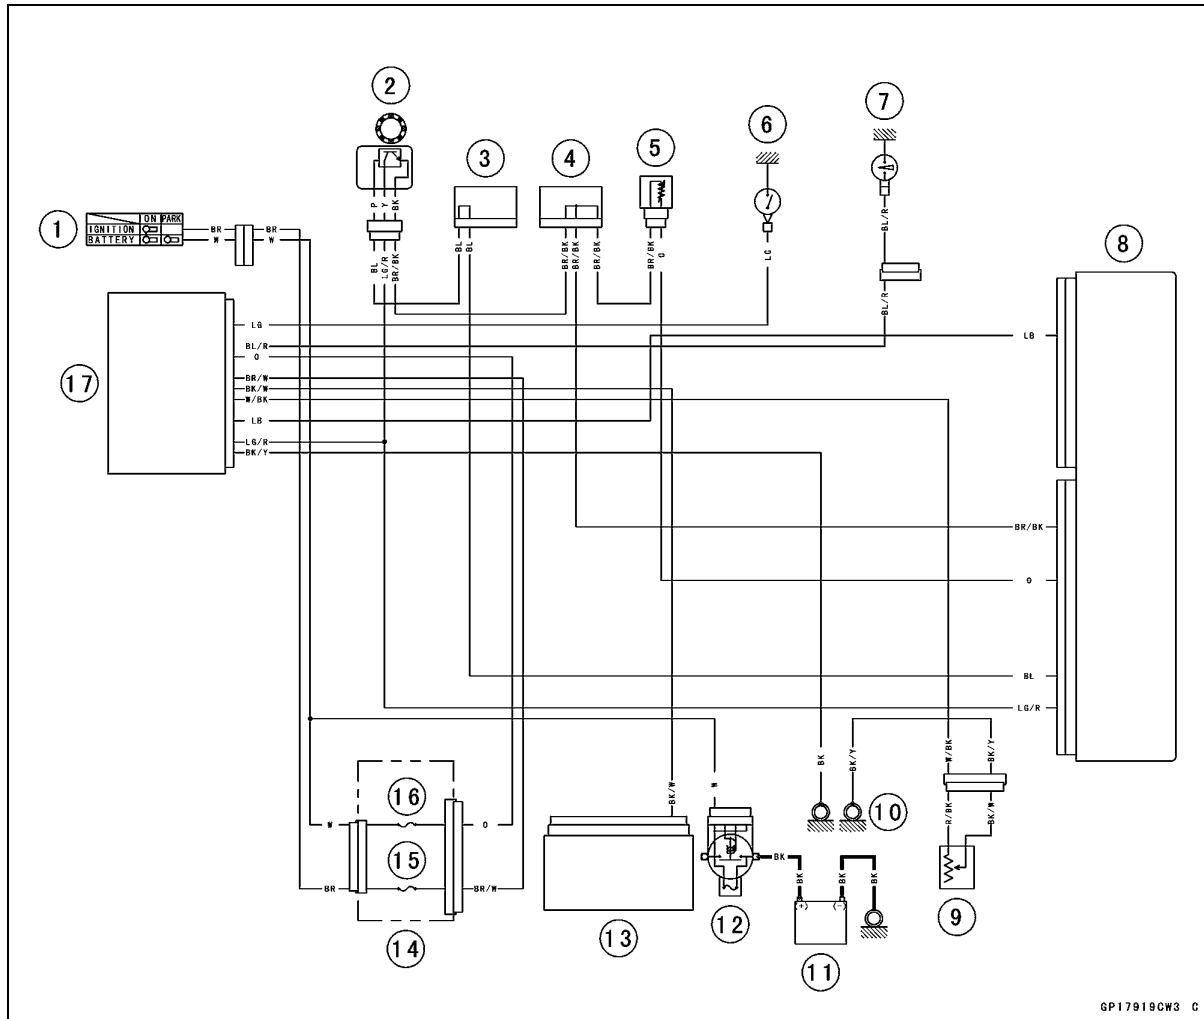 2
7
6
3
4
5
ON PARK
1
IGNITION
BATTERY
BR
W
BR
W
P
Y
BK
BL
LG/R
BR/BK
BL
BL
BR/BK
BR/BK
BR/BK
BR/BK
O
LG
BL/R
BL/R
8
17
LG
BL/R
O
BR/W
BK/W
W/BK
LB
LG/R
BK/Y
LB
BR/BK
O
BL
LG/R
W
BR
16
15
O
BR/W
14
BK/W
13
W
12
BK
BK
(+)
BK
(-)
BK
11
BK
BK/Y
10
W/BK
BK/Y
R/BK
BK/W
9
GP17919CW3 C